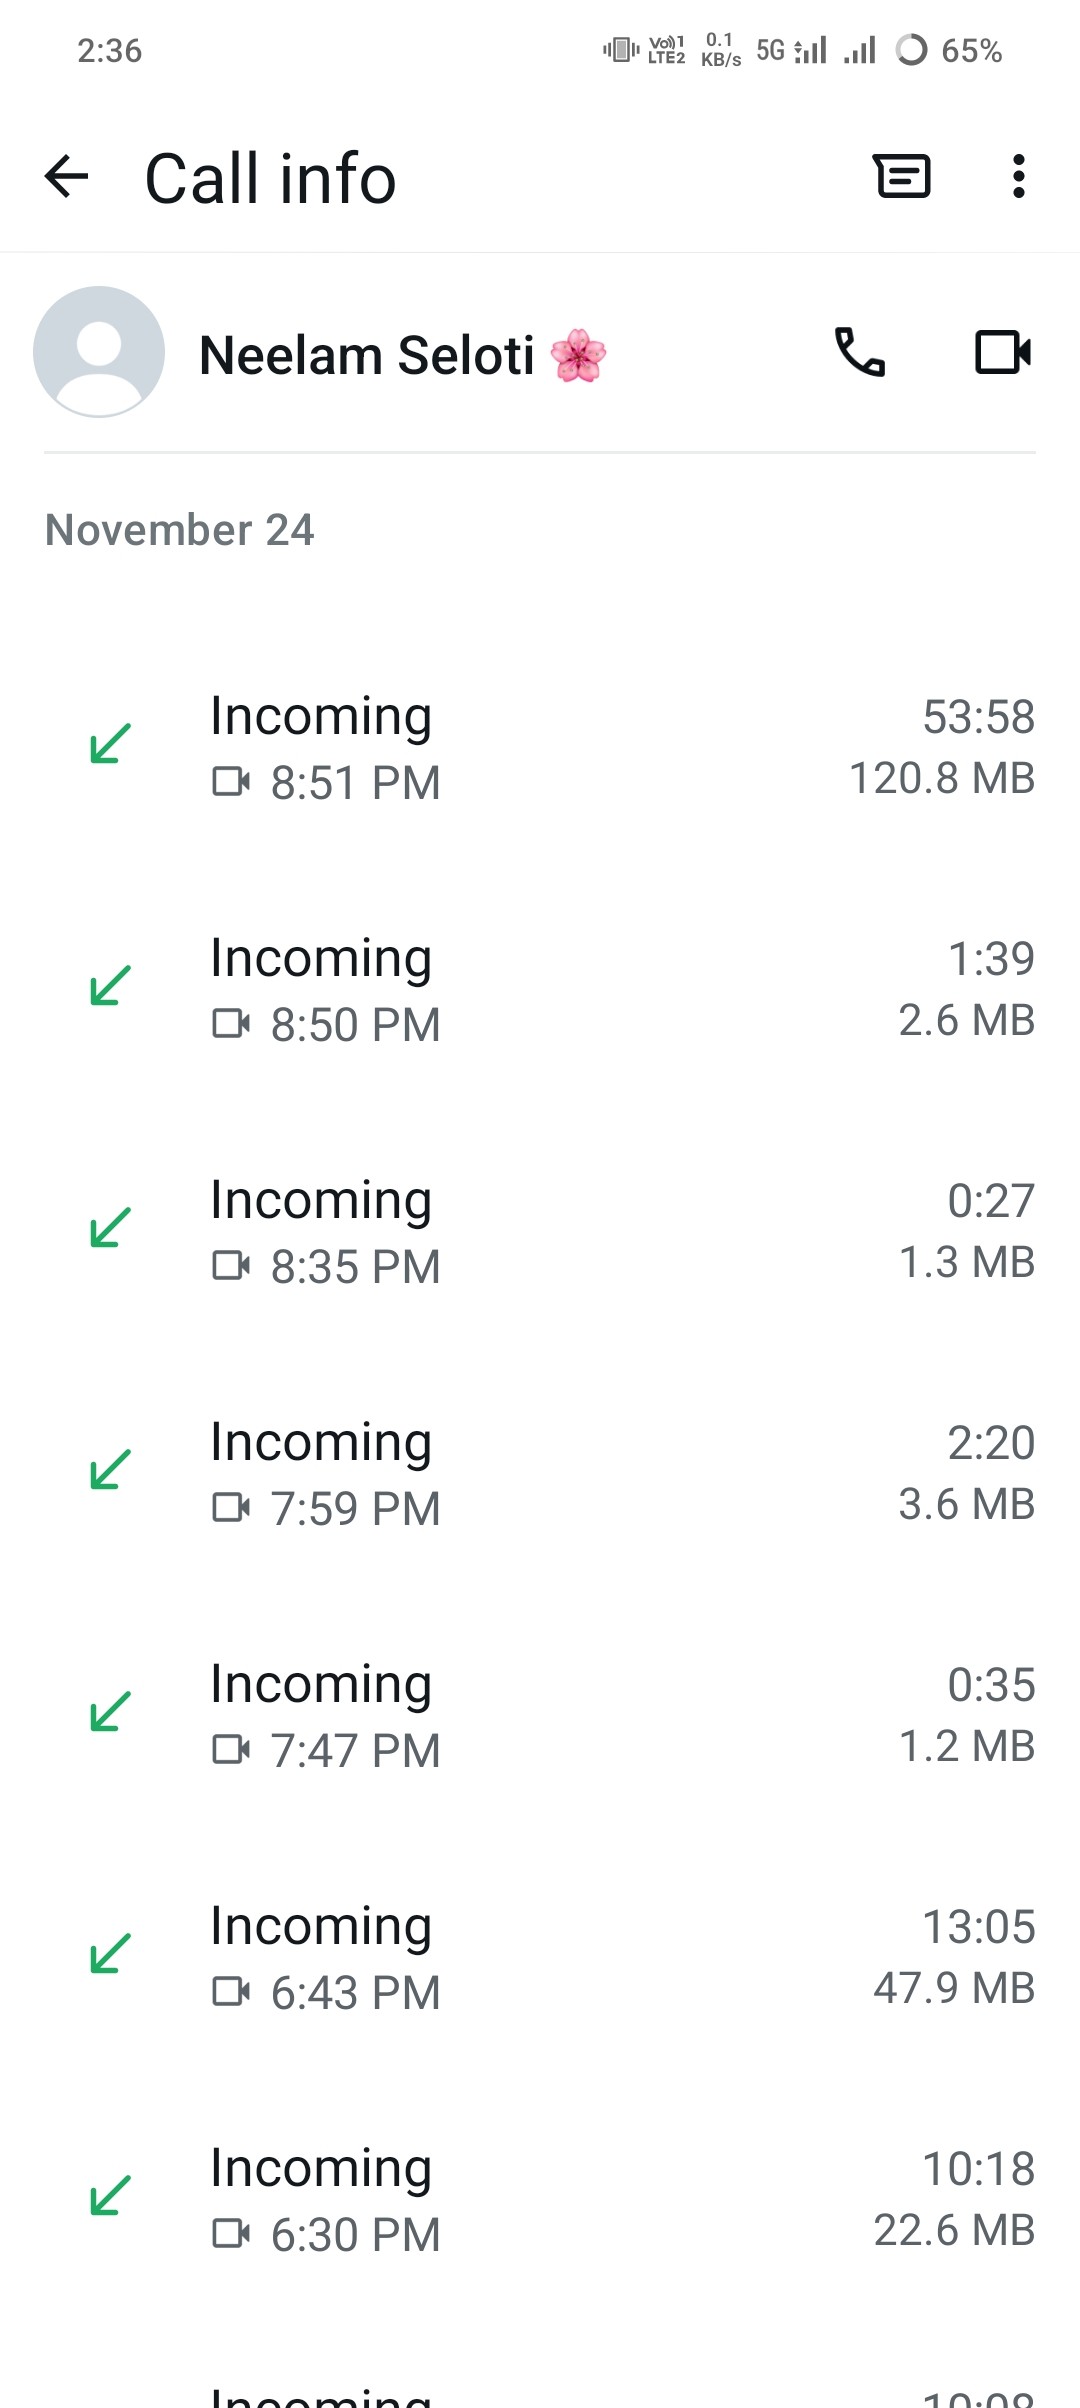 2:36
Vo))1 LTE2 0.1 KB/s 5G 65%
Call info
Neelam Seloti 🌸
November 24
Incoming 53:58
8:51 PM 120.8 MB
Incoming 1:39
8:50 PM 2.6 MB
Incoming 0:27
8:35 PM 1.3 MB
Incoming 2:20
7:59 PM 3.6 MB
Incoming 0:35
7:47 PM 1.2 MB
Incoming 13:05
6:43 PM 47.9 MB
Incoming 10:18
6:30 PM 22.6 MB
Incoming 10:08